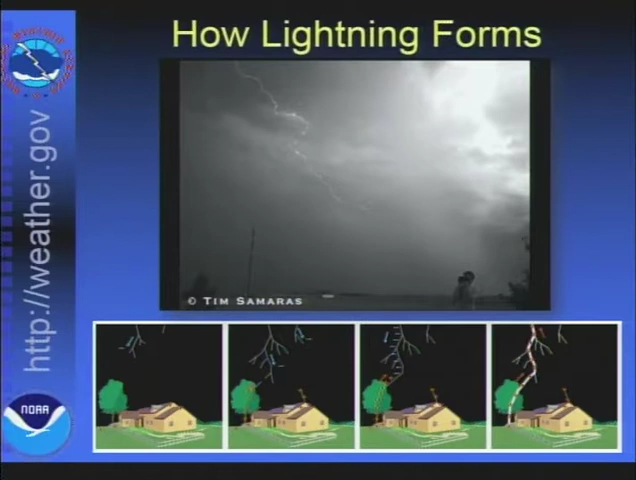 How Lightning Forms
http://weather.gov
© TIM SAMARAS
NOAA